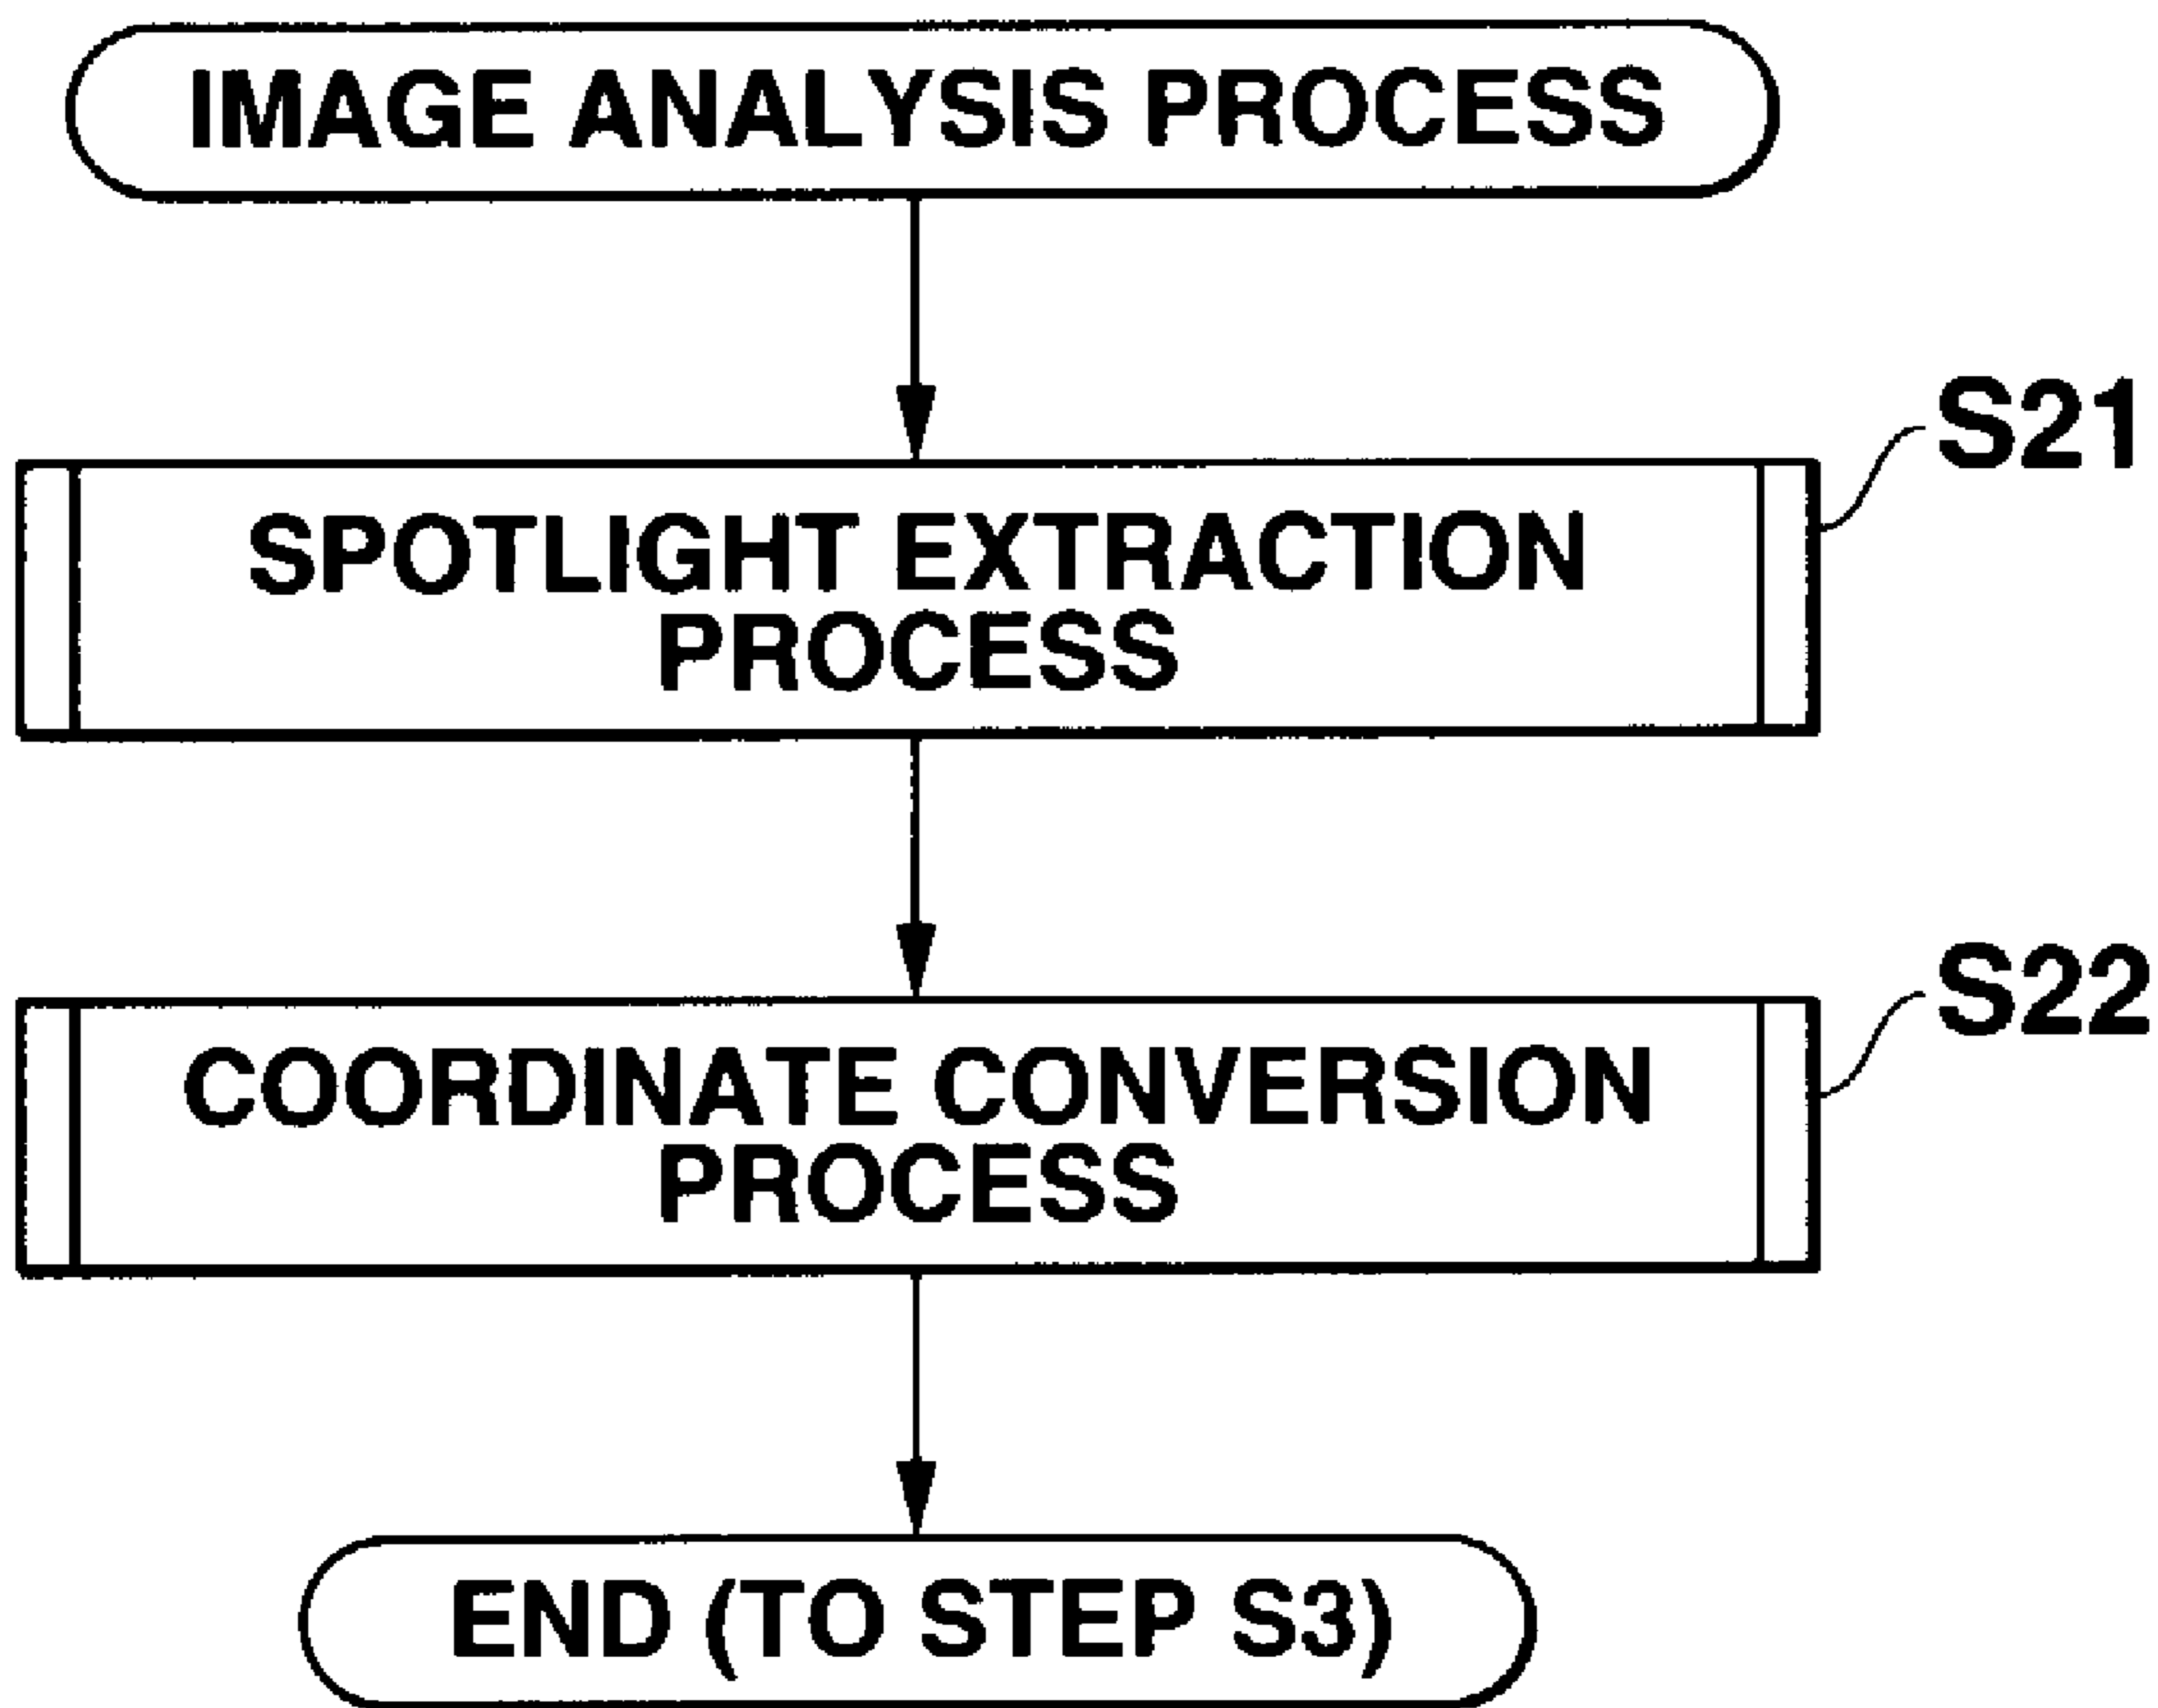 IMAGE ANALYSIS PROCESS
S21
SPOTLIGHT EXTRACTION
PROCESS
S22
COORDINATE CONVERSION
PROCESS
END (TO STEP S3)